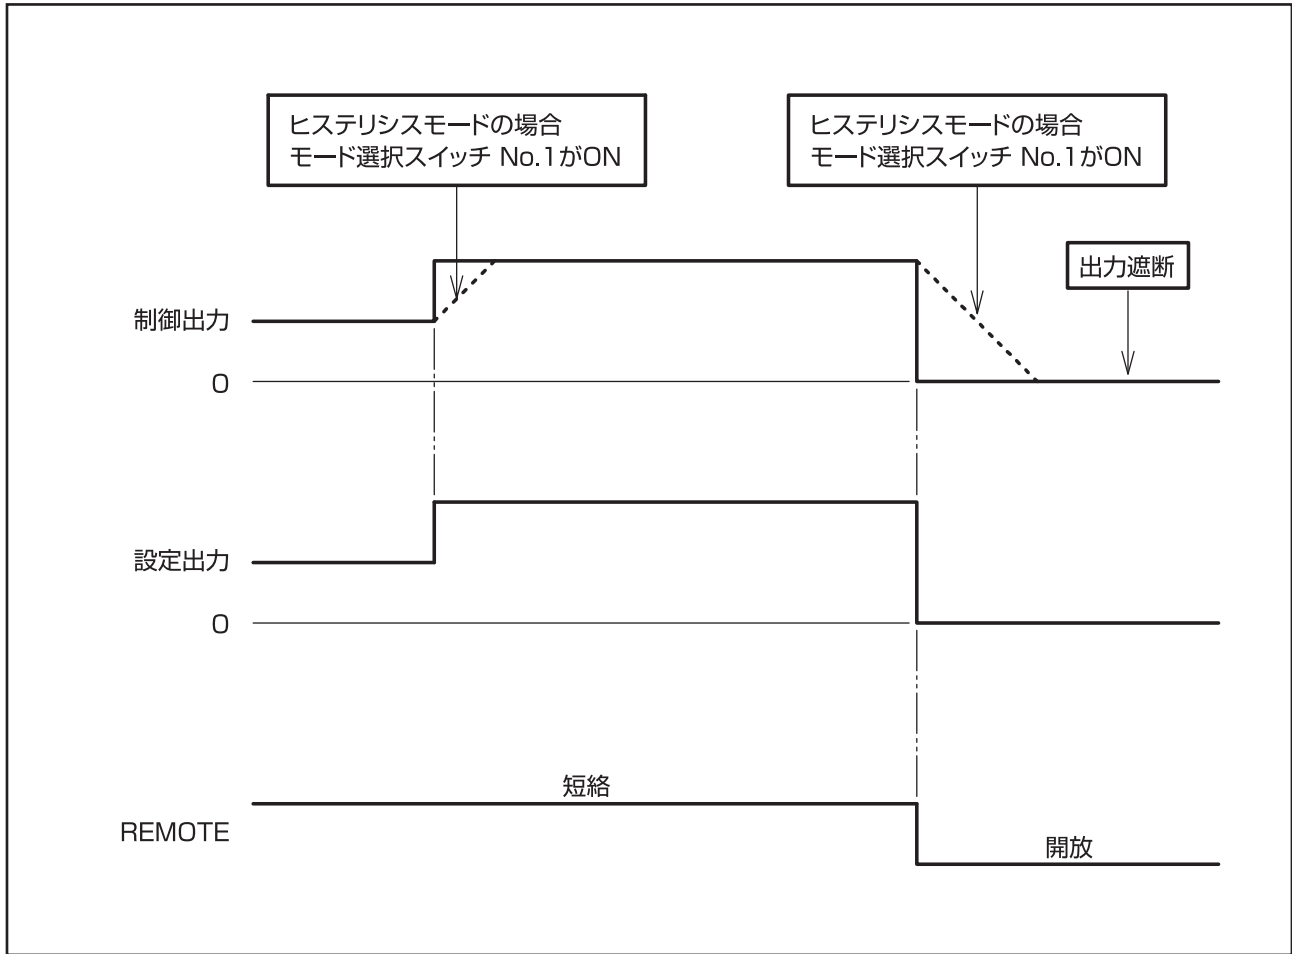 ヒステリシスモードの場合
モード選択スイッチ No.1がON
ヒステリシスモードの場合
モード選択スイッチ No.1がON
出力遮断
制御出力
0
設定出力
0
短絡
REMOTE
開放